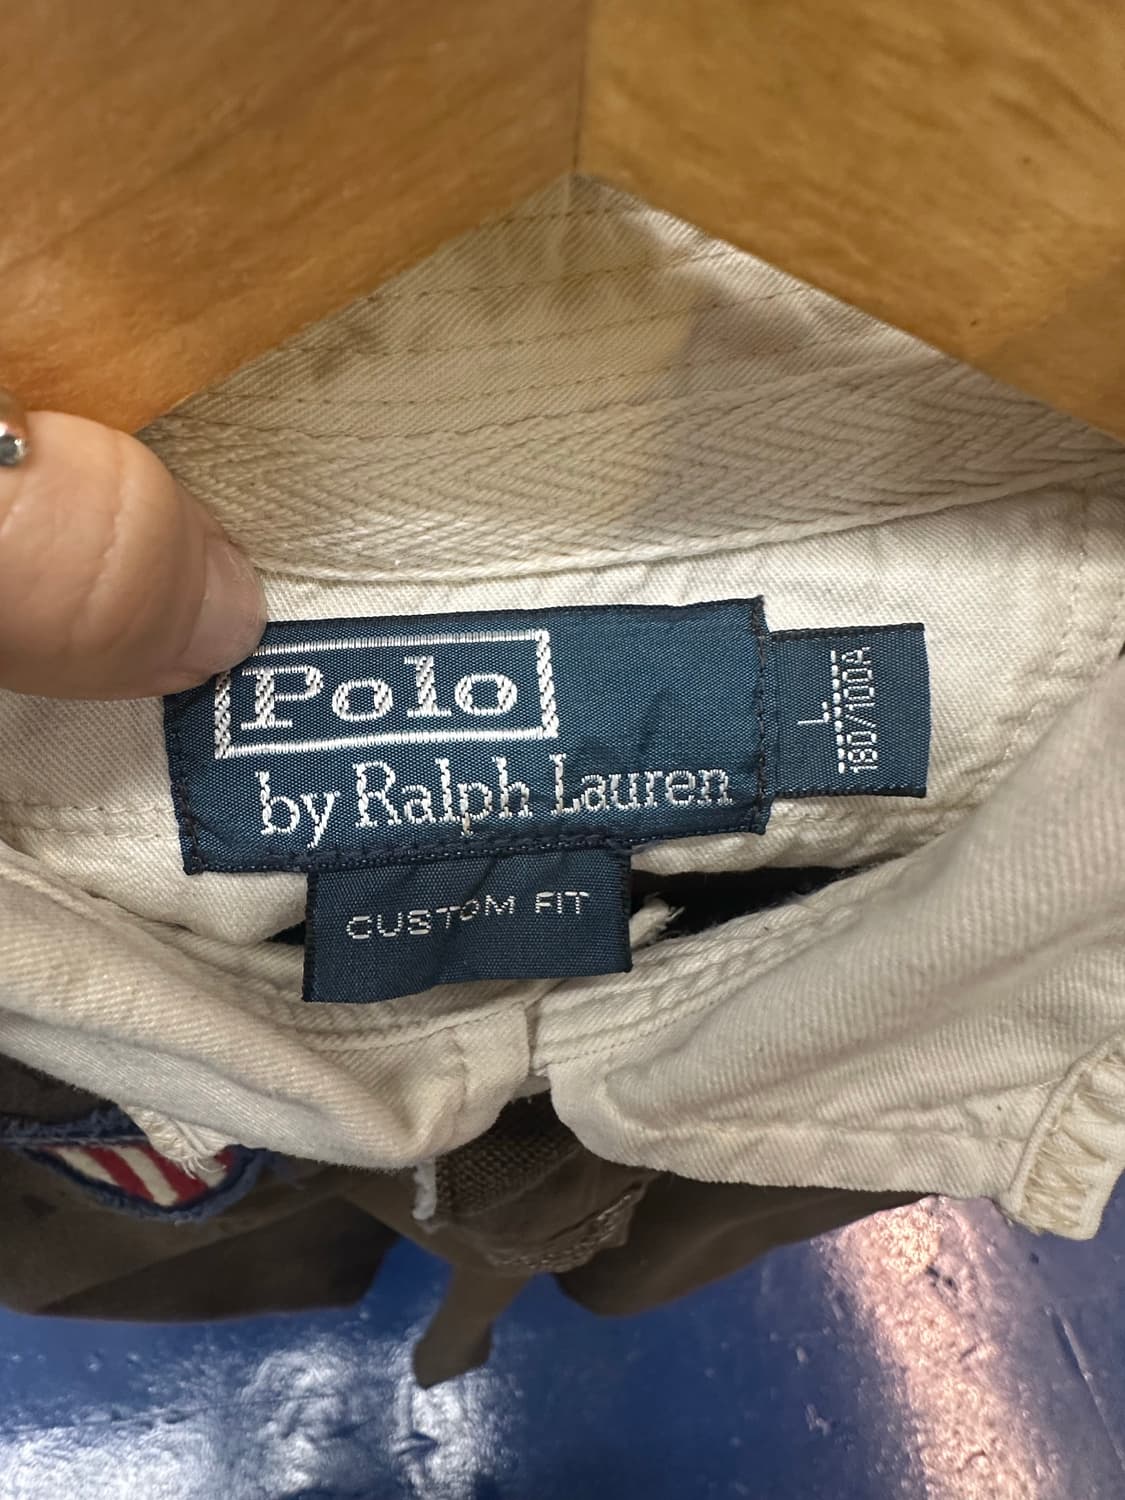 Polo
by Ralph Lauren
CUSTOM FIT
L
180/100A